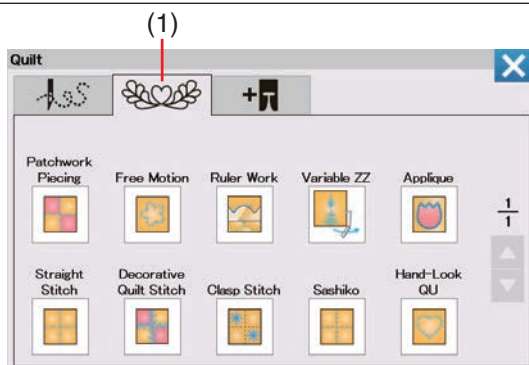 (1)
Quilt
Patchwork
Piecing
Free Motion
Ruler Work
Variable ZZ
Applique
1
1
Straight
Stitch
Decorative
Quilt Stitch
Clasp Stitch
Sashiko
Hand-Look
QU